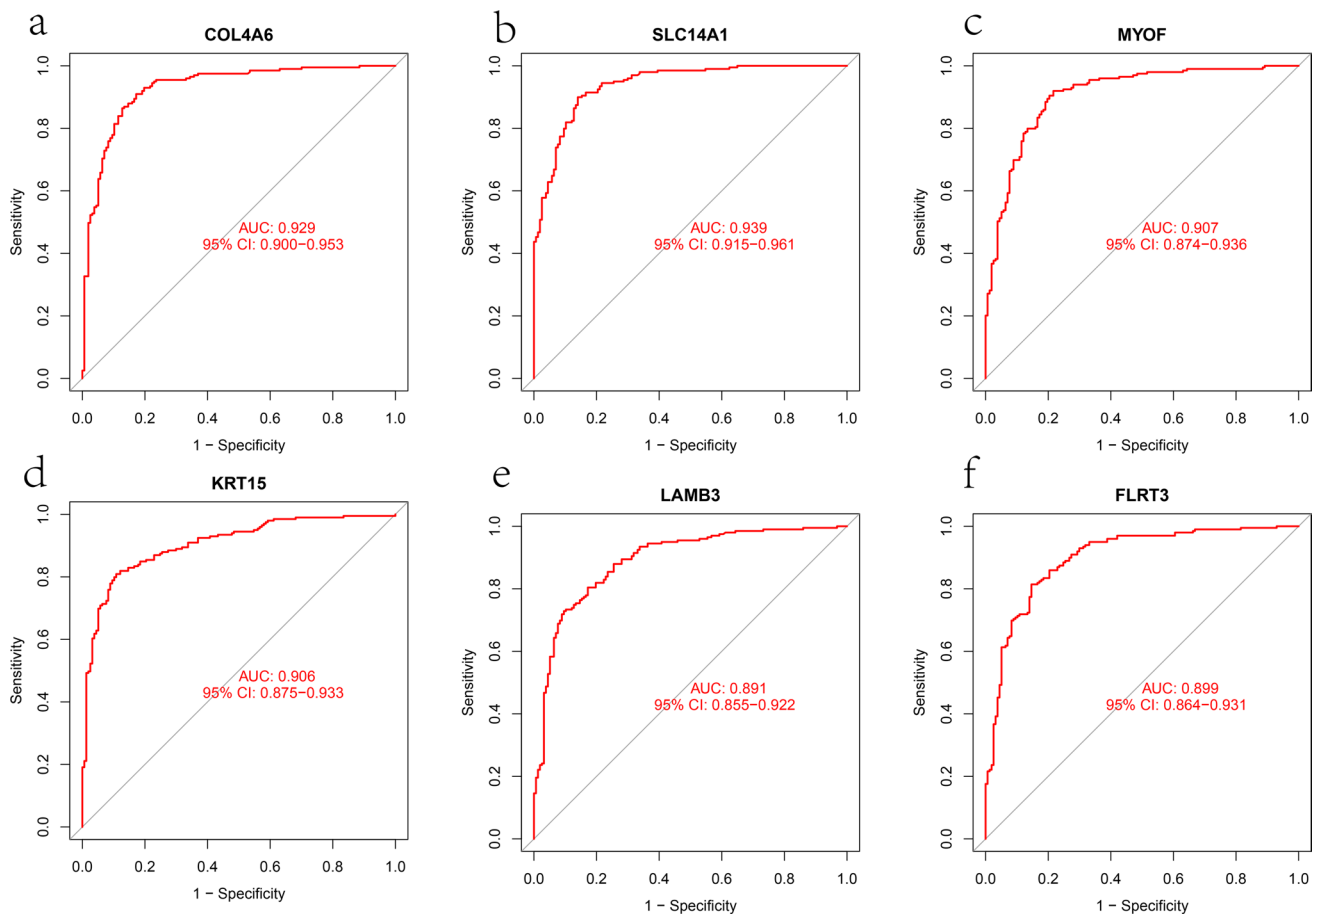 a
COL4A6
1.0
0.8
0.6
0.4
0.2
0.0
Sensitivity
AUC: 0.929
95% CI: 0.900−0.953
0.0 0.2 0.4 0.6 0.8 1.0
1 − Specificity
b
SLC14A1
1.0
0.8
0.6
0.4
0.2
0.0
Sensitivity
AUC: 0.939
95% CI: 0.915−0.961
0.0 0.2 0.4 0.6 0.8 1.0
1 − Specificity
c
MYOF
1.0
0.8
0.6
0.4
0.2
0.0
Sensitivity
AUC: 0.907
95% CI: 0.874−0.936
0.0 0.2 0.4 0.6 0.8 1.0
1 − Specificity
d
KRT15
1.0
0.8
0.6
0.4
0.2
0.0
Sensitivity
AUC: 0.906
95% CI: 0.875−0.933
0.0 0.2 0.4 0.6 0.8 1.0
1 − Specificity
e
LAMB3
1.0
0.8
0.6
0.4
0.2
0.0
Sensitivity
AUC: 0.891
95% CI: 0.855−0.922
0.0 0.2 0.4 0.6 0.8 1.0
1 − Specificity
f
FLRT3
1.0
0.8
0.6
0.4
0.2
0.0
Sensitivity
AUC: 0.899
95% CI: 0.864−0.931
0.0 0.2 0.4 0.6 0.8 1.0
1 − Specificity